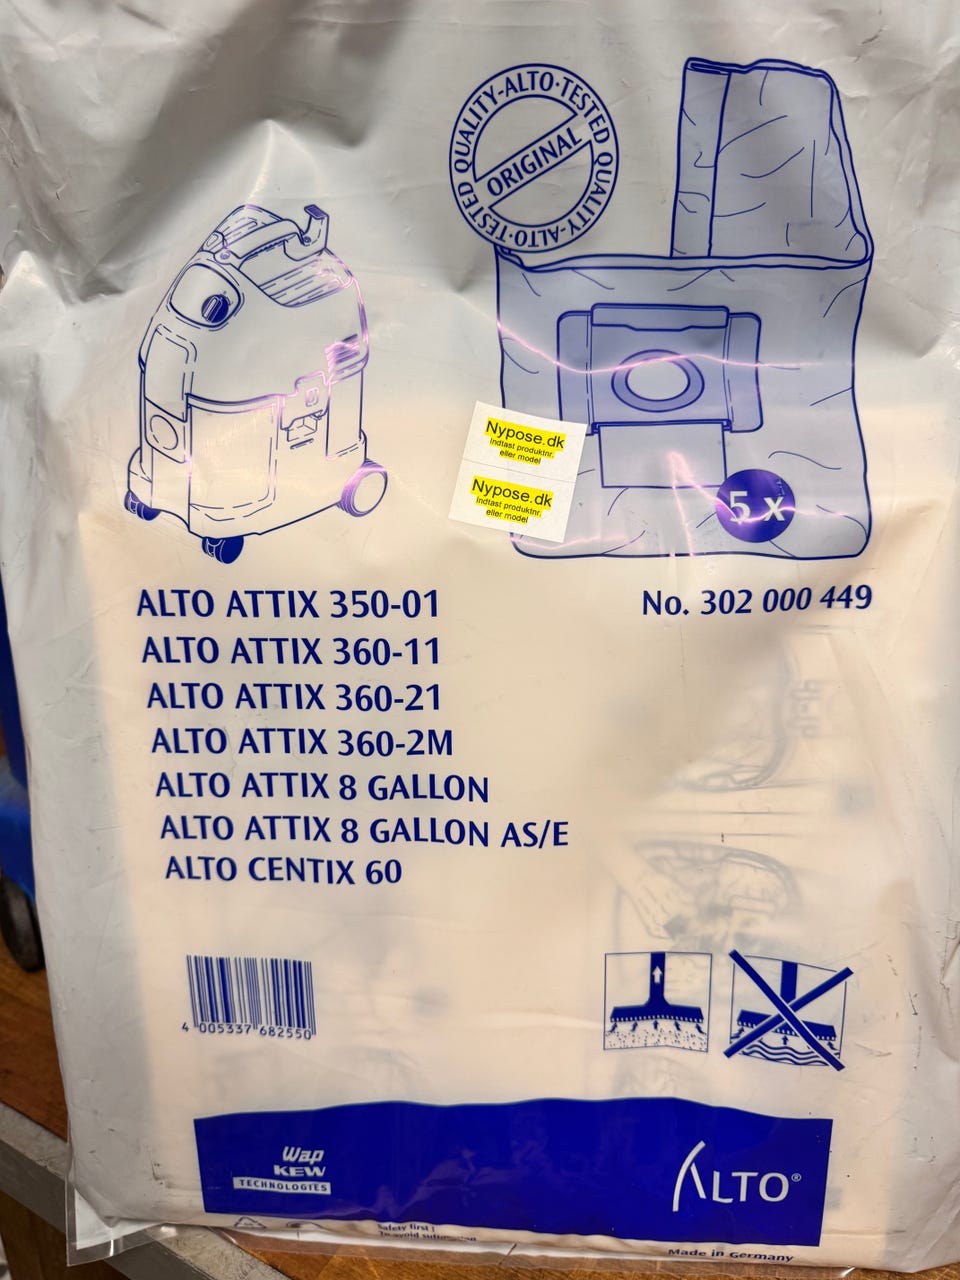 QUALITY-ALTO·TESTED QUALITY-ALTO·TESTED
ORIGINAL
Nypose.dk
Indtast produktnr.
eller model
Nypose.dk
Indtast produktnr.
eller model
5 x
ALTO ATTIX 350-01
No. 302 000 449
ALTO ATTIX 360-11
ALTO ATTIX 360-21
ALTO ATTIX 360-2M
ALTO ATTIX 8 GALLON
ALTO ATTIX 8 GALLON AS/E
ALTO CENTIX 60
4 005337 682550
Wap
KEW
TECHNOLOGIES
ALTO®
Safety first !
To avoid
Made in Germany